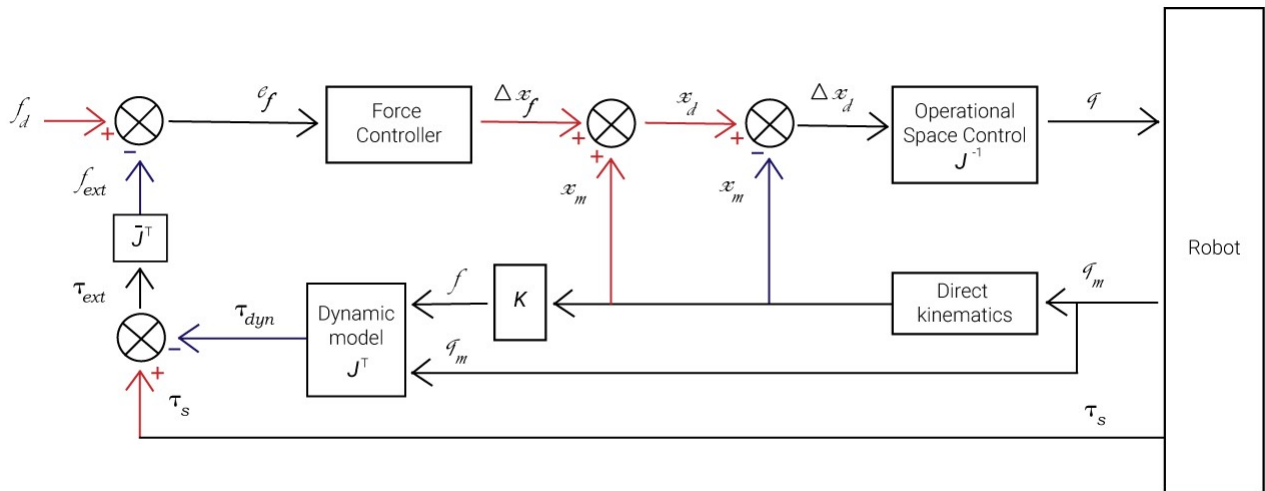 f_d
+
−
e_f
Force
Controller
Δx_f
+
+
x_d
+
−
Δx_d
Operational
Space Control
J⁻¹
q
f_ext
x_m
x_m
J̄ᵀ
Robot
τ_ext
τ_dyn
−
+
Dynamic
model
Jᵀ
f
K
q_m
Direct
kinematics
q_m
τ_s
τ_s